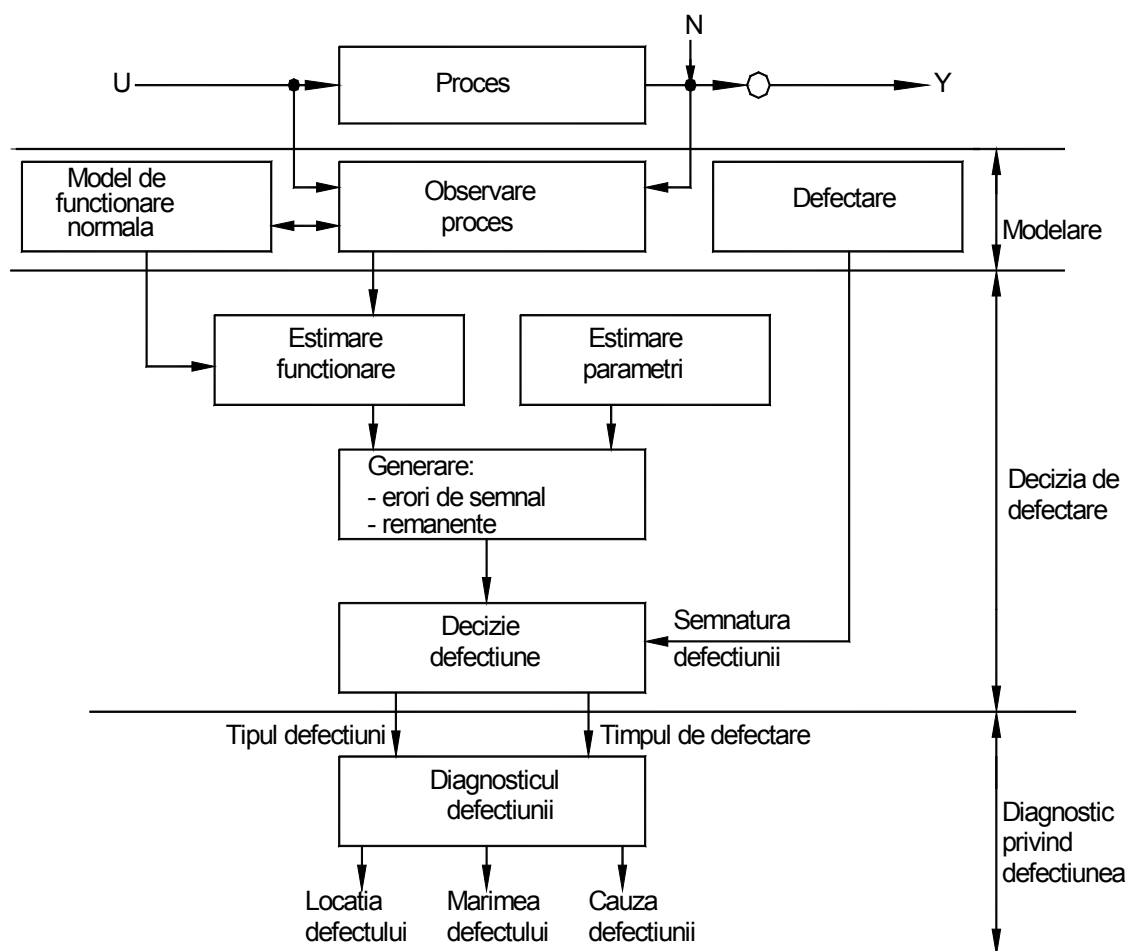 N
U
Proces
Y
Model de
functionare
normala
Observare
proces
Defectare
Modelare
Estimare
functionare
Estimare
parametri
Generare:
- erori de semnal
- remanente
Decizia de
defectare
Decizie
defectiune
Semnatura
defectiunii
Tipul defectiuni
Timpul de defectare
Diagnosticul
defectiunii
Diagnostic
privind
defectiunea
Locatia
defectului
Marimea
defectului
Cauza
defectiunii